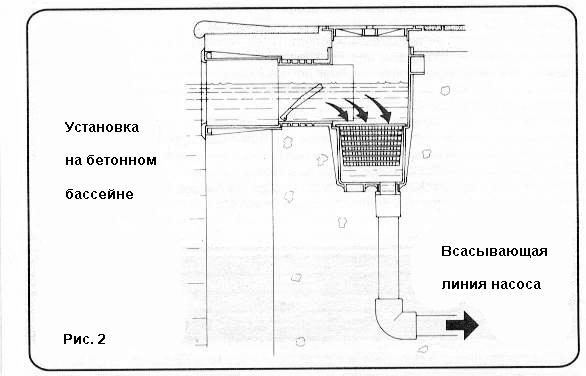 Установка
на бетонном
бассейне
Всасывающая
линия насоса
Рис. 2